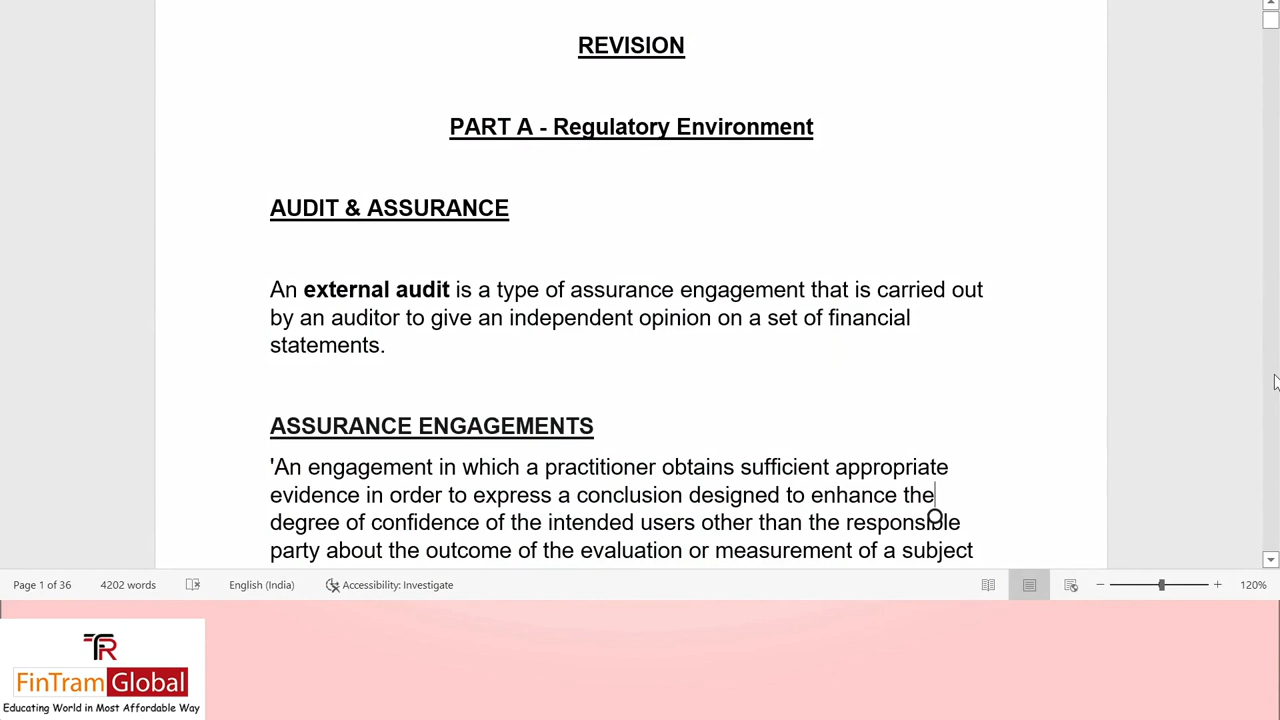 REVISION
PART A - Regulatory Environment
AUDIT & ASSURANCE
An external audit is a type of assurance engagement that is carried out
by an auditor to give an independent opinion on a set of financial
statements.
ASSURANCE ENGAGEMENTS
'An engagement in which a practitioner obtains sufficient appropriate
evidence in order to express a conclusion designed to enhance the
degree of confidence of the intended users other than the responsible
party about the outcome of the evaluation or measurement of a subject
Page 1 of 36 4202 words English (India) Accessibility: Investigate 120%
FinTram Global
Educating World in Most Affordable Way